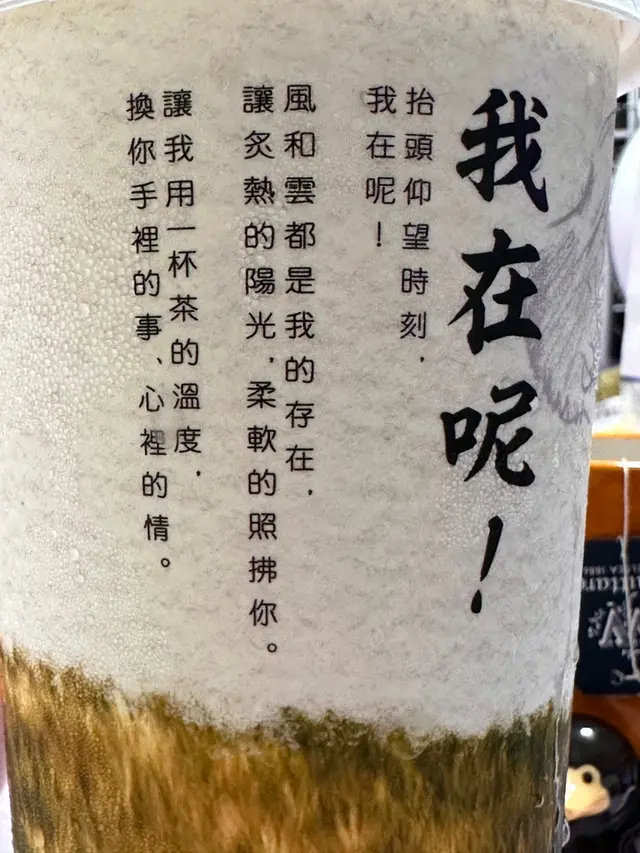 我在呢！
抬頭仰望時刻，
我在呢！
風和雲都是我的存在，
讓炙熱的陽光，柔軟的照拂你。
讓我用一杯茶的溫度，
換你手裡的事、心裡的情。